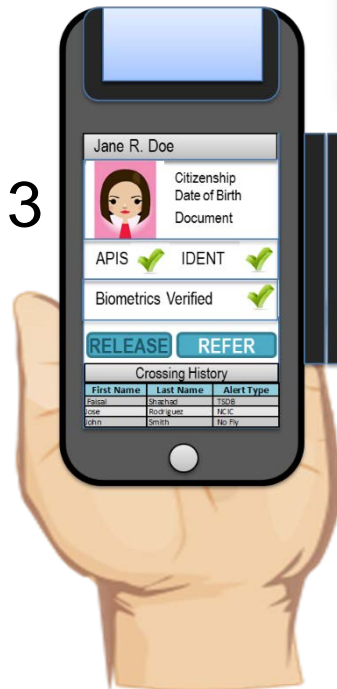 3
Jane R. Doe
Citizenship
Date of Birth
Document
APIS IDENT
Biometrics Verified
RELEASE REFER
Crossing History
First Name Last Name Alert Type
Faisal Shazhad TSDB
Jose Rodriguez NCIC
John Smith No Fly